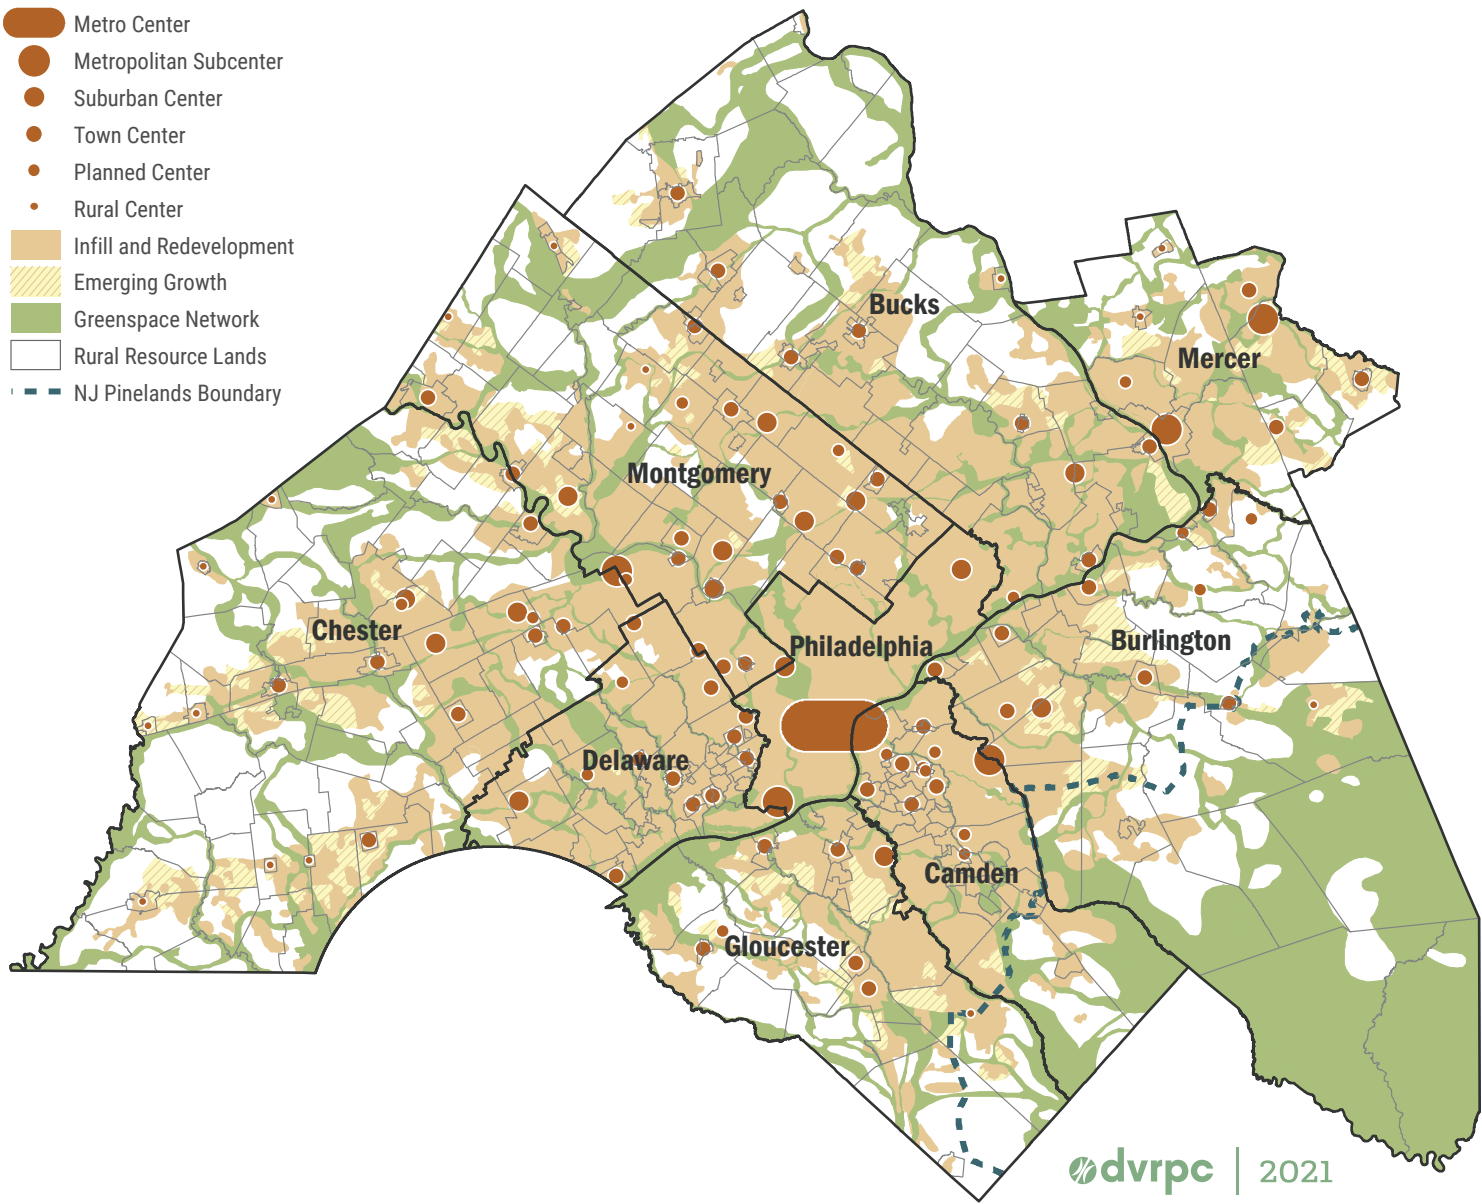 Metro Center
Metropolitan Subcenter
Suburban Center
Town Center
Planned Center
Rural Center
Infill and Redevelopment
Emerging Growth
Greenspace Network
Rural Resource Lands
NJ Pinelands Boundary
Bucks
Mercer
Montgomery
Chester
Philadelphia
Burlington
Delaware
Camden
Gloucester
dvrpc | 2021